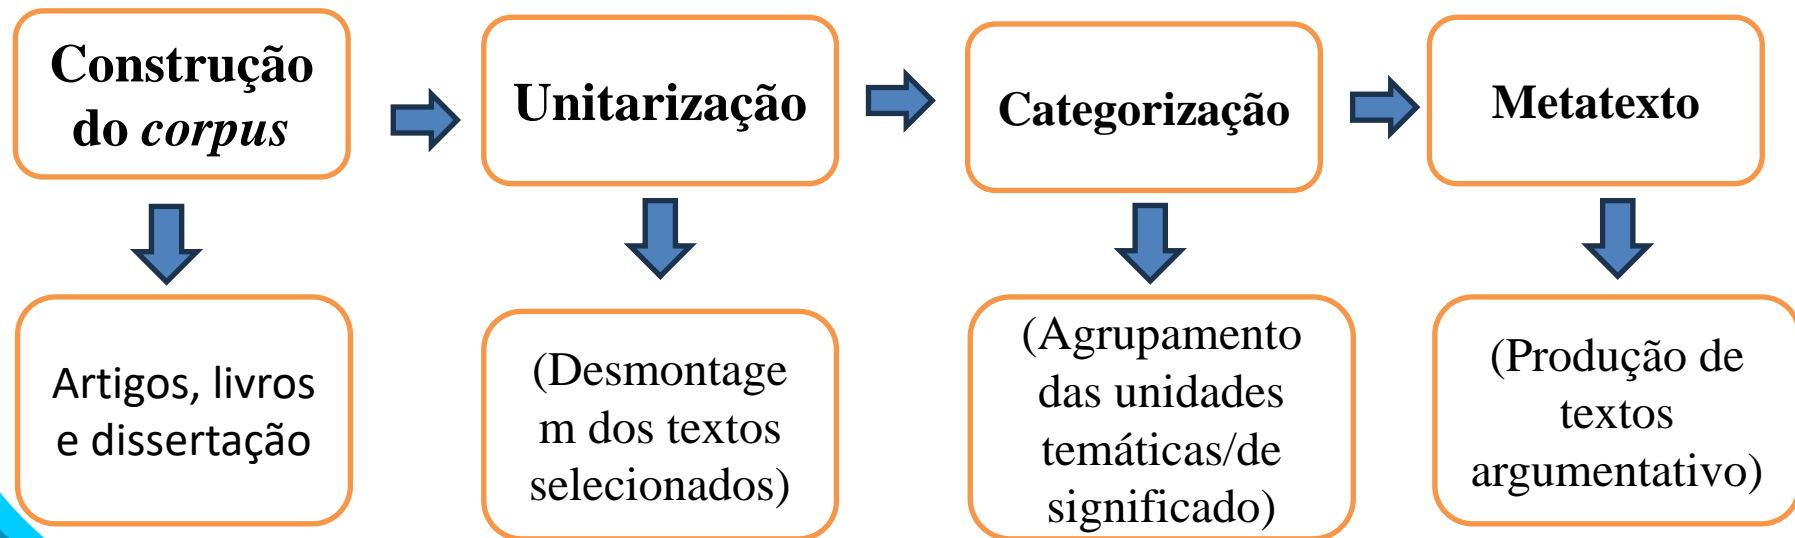 Construção
do corpus
Unitarização
Categorização
Metatexto
Artigos, livros
e dissertação
(Desmontage
m dos textos
selecionados)
(Agrupamento
das unidades
temáticas/de
significado)
(Produção de
textos
argumentativo)